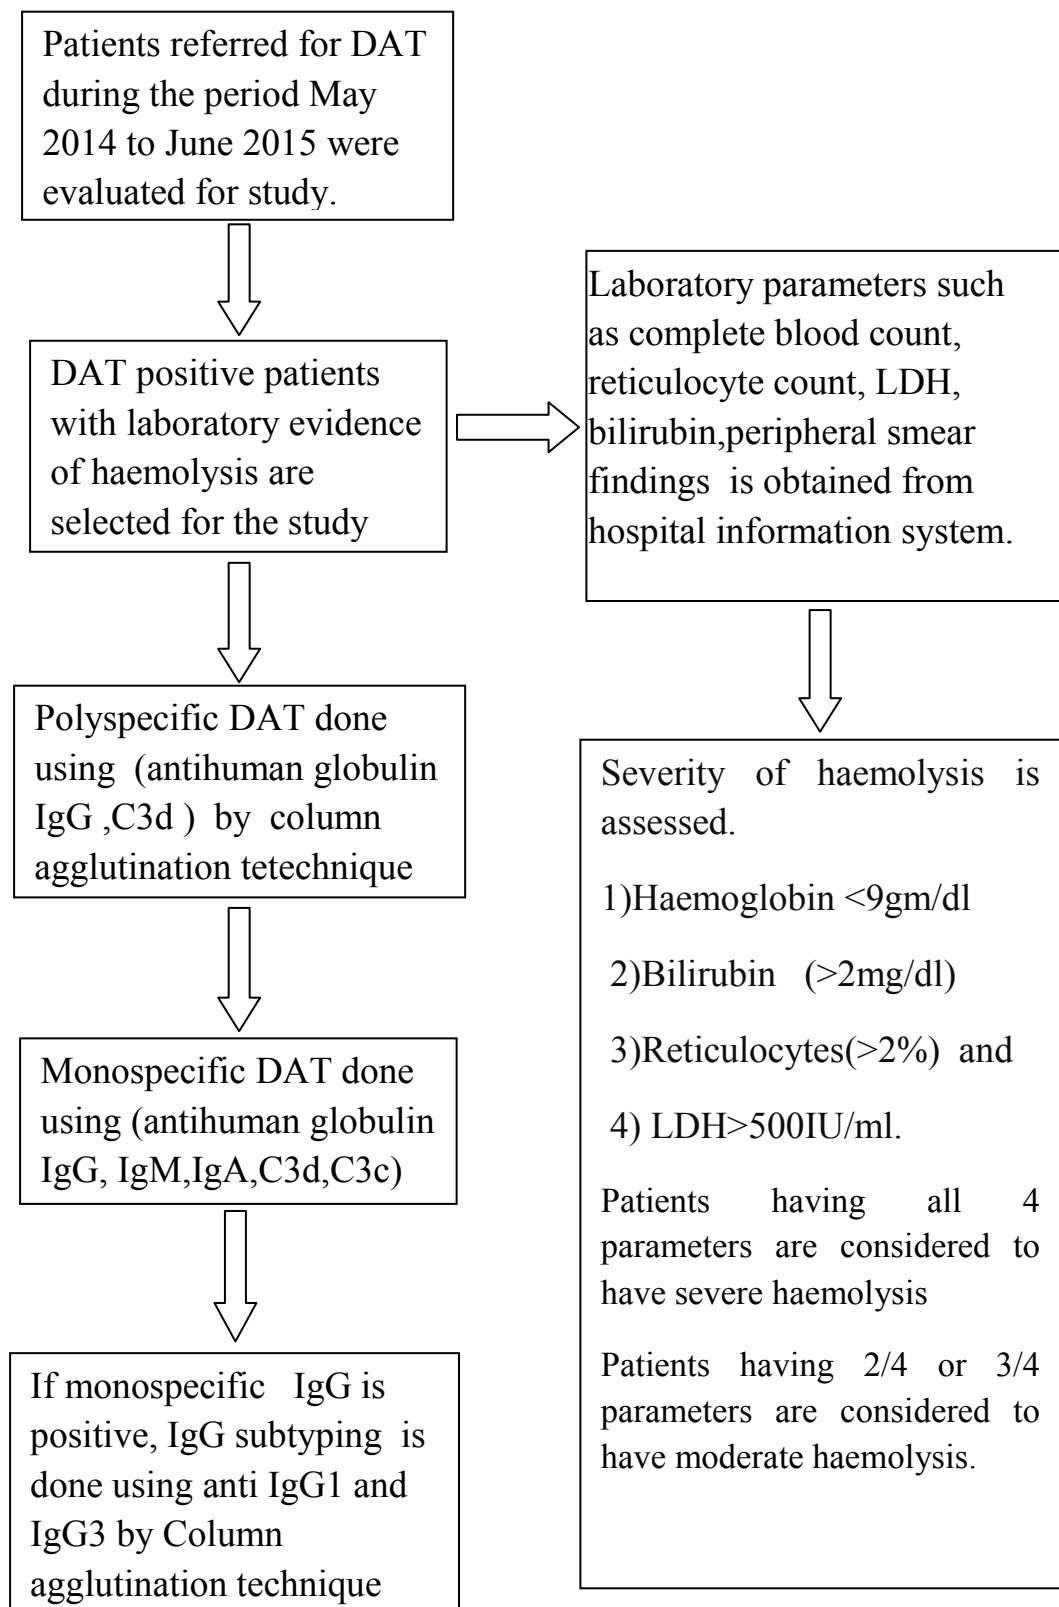 Patients referred for DAT
during the period May
2014 to June 2015 were
evaluated for study.
DAT positive patients
with laboratory evidence
of haemolysis are
selected for the study
Polyspecific DAT done
using (antihuman globulin
IgG ,C3d ) by column
agglutination tetechnique
Monospecific DAT done
using (antihuman globulin
IgG, IgM,IgA,C3d,C3c)
If monospecific IgG is
positive, IgG subtyping is
done using anti IgG1 and
IgG3 by Column
agglutination technique
Laboratory parameters such
as complete blood count,
reticulocyte count, LDH,
bilirubin,peripheral smear
findings is obtained from
hospital information system.
Severity of haemolysis is
assessed.
1)Haemoglobin <9gm/dl
2)Bilirubin (>2mg/dl)
3)Reticulocytes(>2%) and
4) LDH>500IU/ml.
Patients having all 4
parameters are considered to
have severe haemolysis
Patients having 2/4 or 3/4
parameters are considered to
have moderate haemolysis.